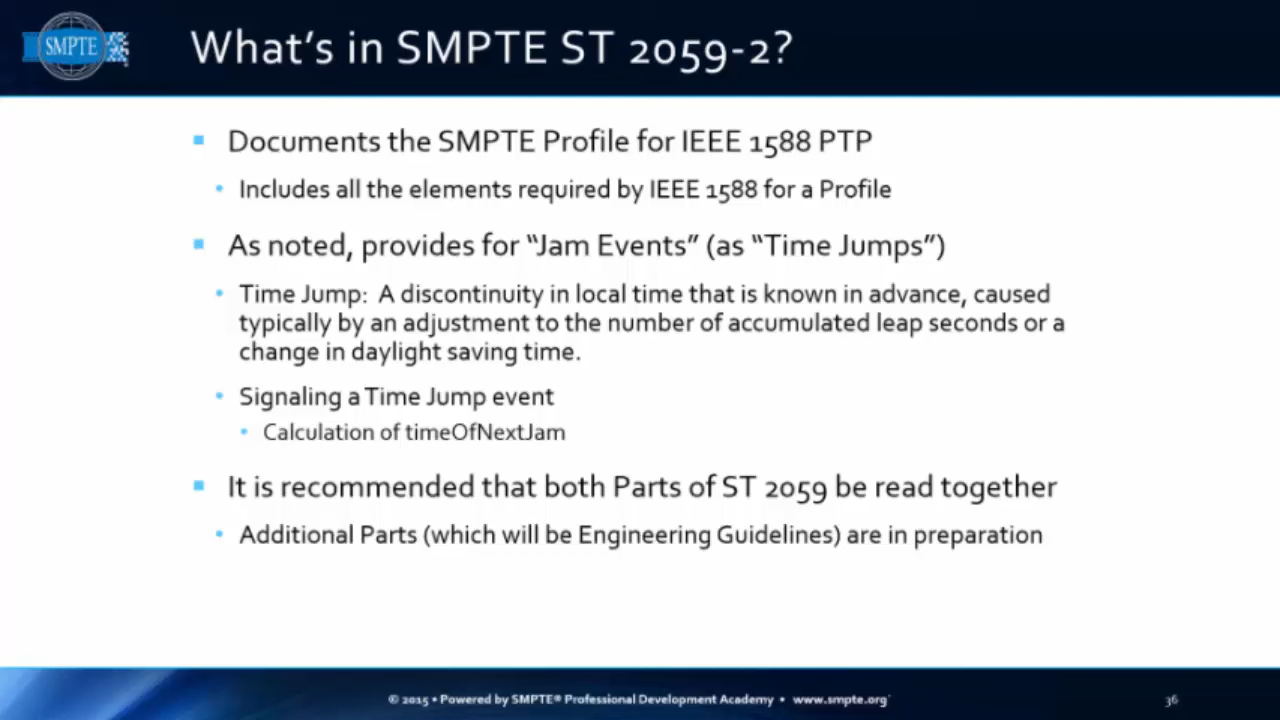 SMPTE
What's in SMPTE ST 2059-2?
Documents the SMPTE Profile for IEEE 1588 PTP
Includes all the elements required by IEEE 1588 for a Profile
As noted, provides for “Jam Events” (as “Time Jumps”)
Time Jump: A discontinuity in local time that is known in advance, caused
typically by an adjustment to the number of accumulated leap seconds or a
change in daylight saving time.
Signaling a Time Jump event
Calculation of timeOfNextJam
It is recommended that both Parts of ST 2059 be read together
Additional Parts (which will be Engineering Guidelines) are in preparation
© 2015 • Powered by SMPTE® Professional Development Academy • www.smpte.org
36